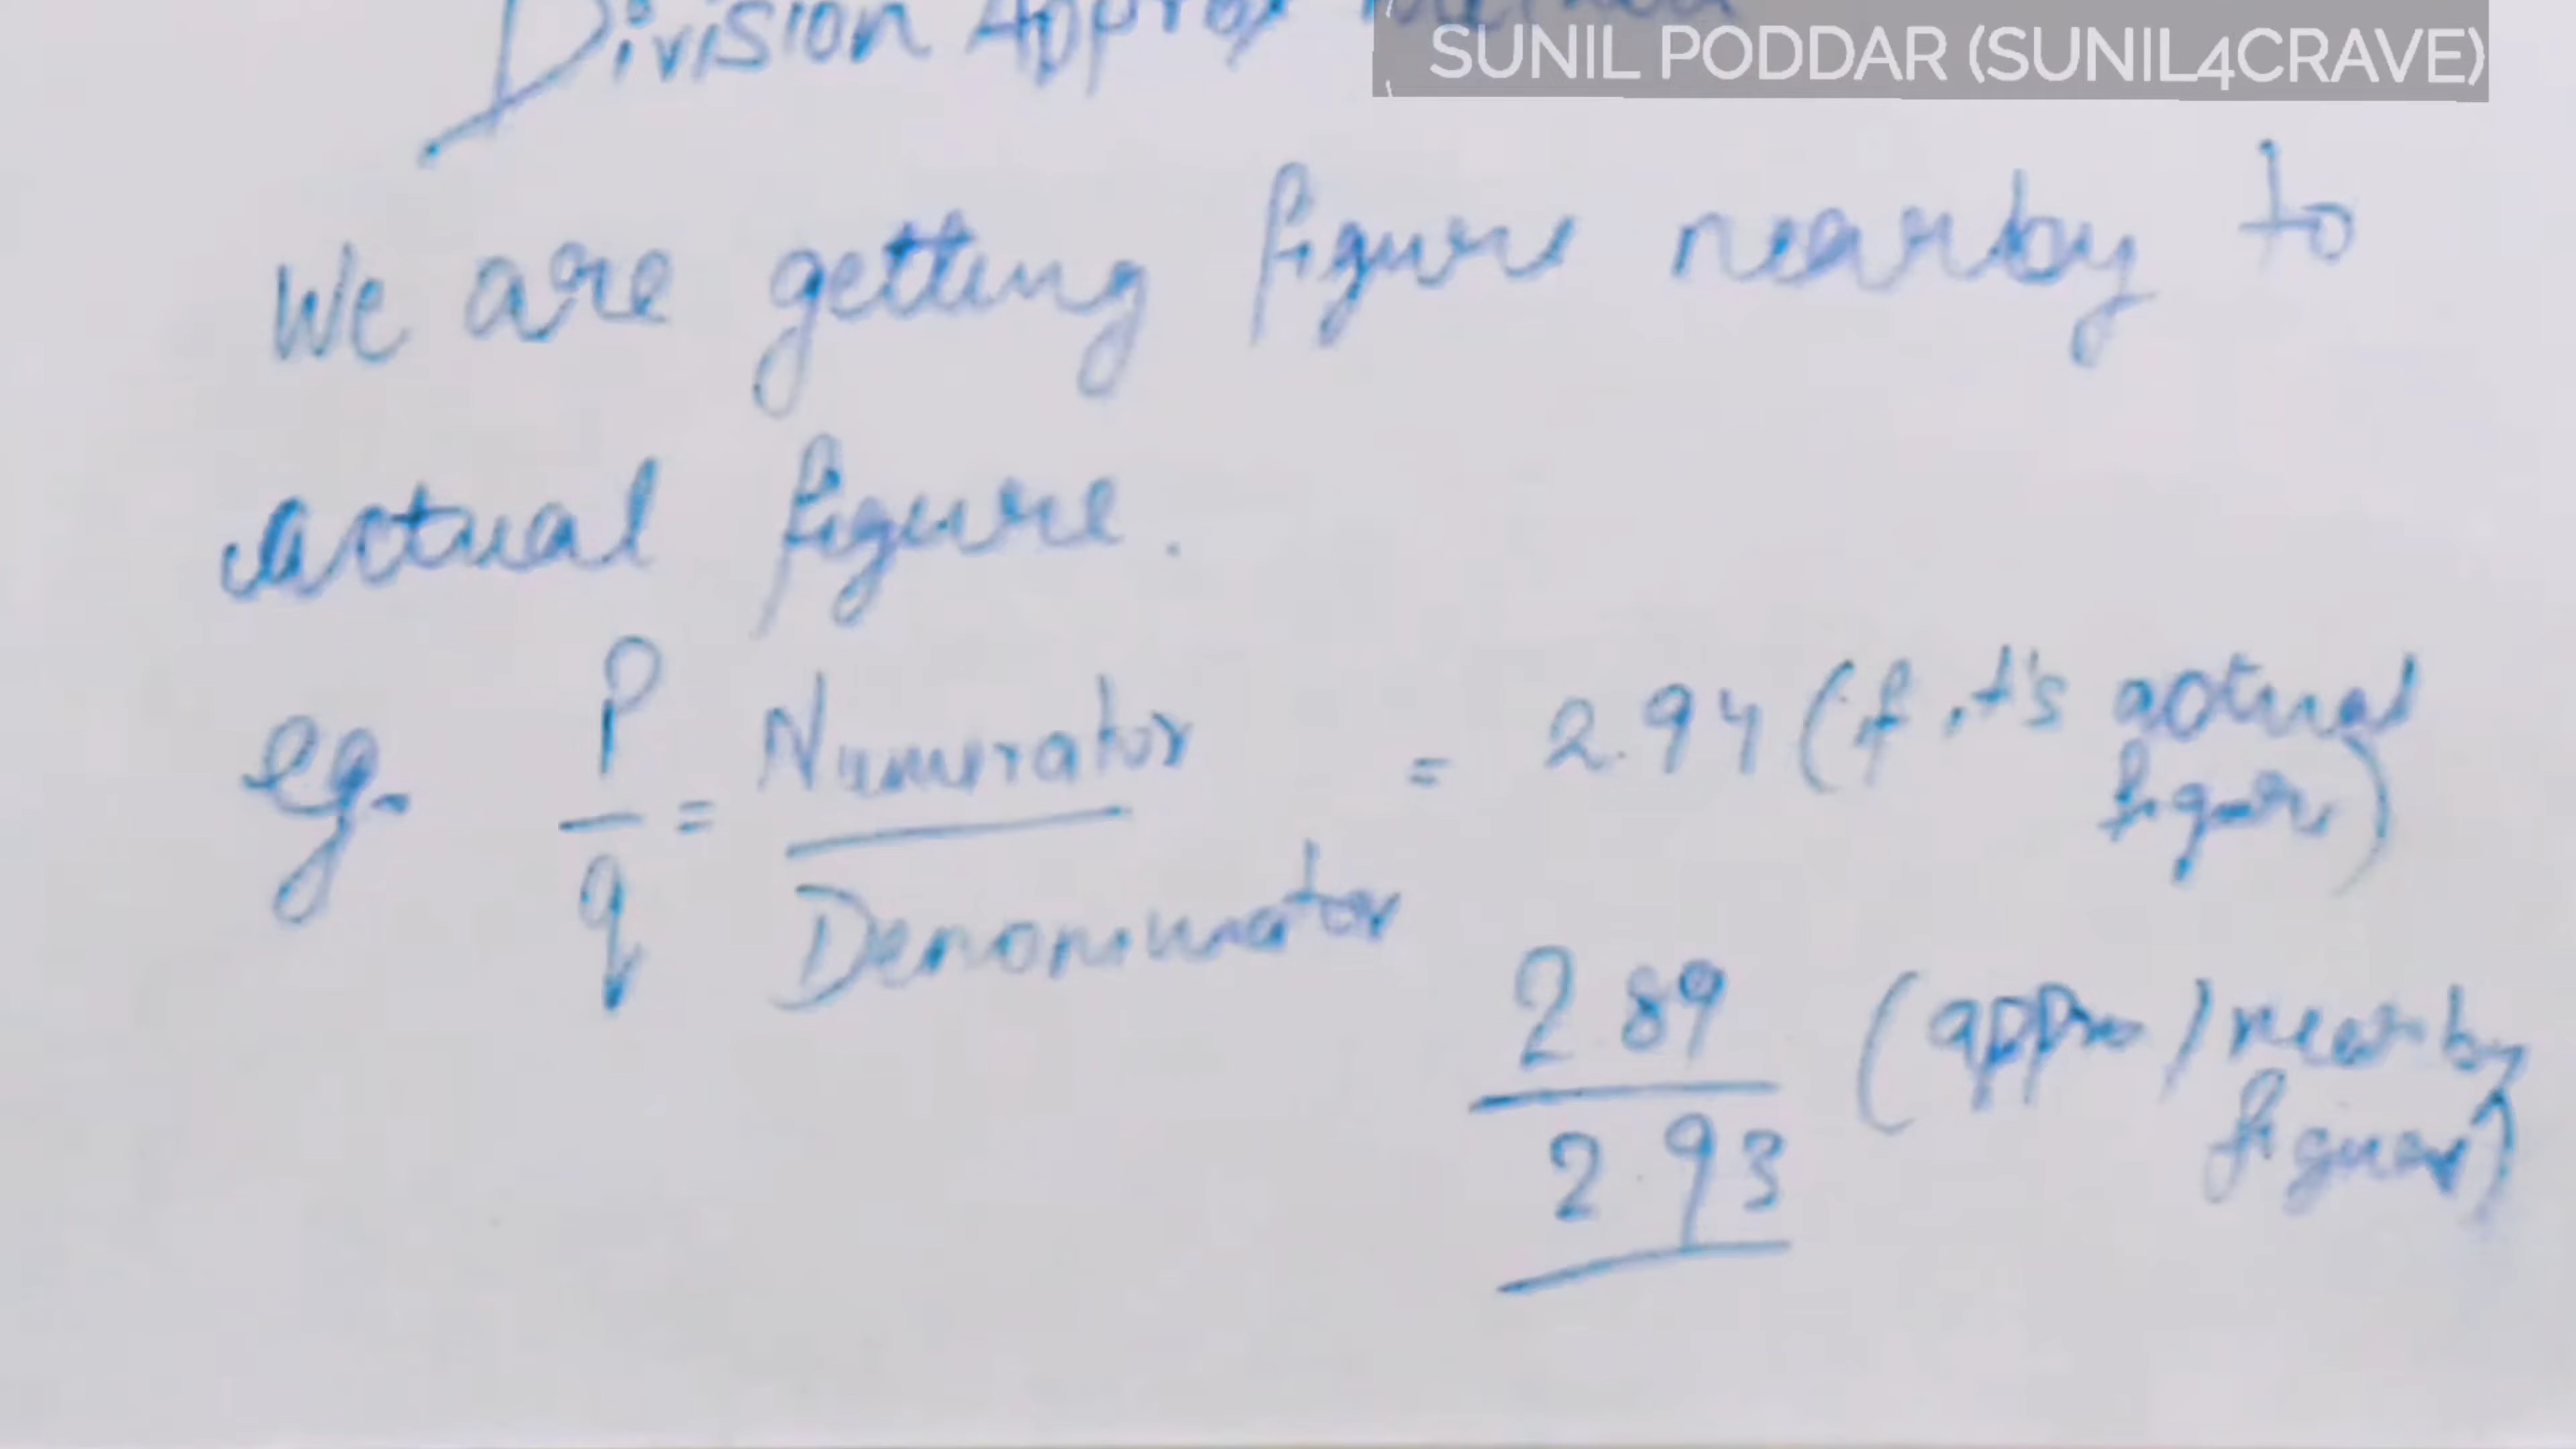 Division Approx Method
SUNIL PODDAR (SUNIL4CRAVE)
We are getting figure nearby to
actual figure.
eg. P/q = Numerator/Denominator = 2.94 (if it's actual
figure)
2.89 (appro/nearby
2.93 figure)